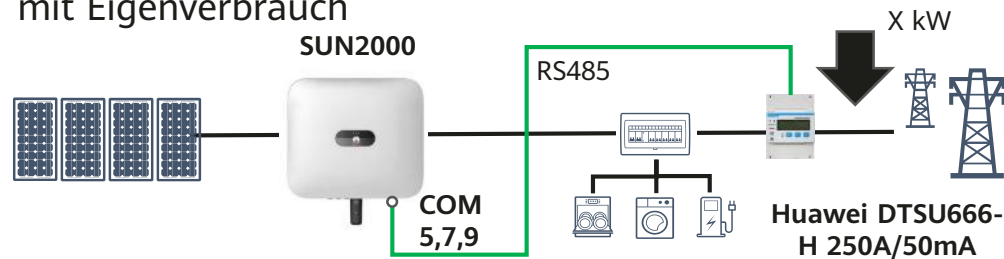 mit Eigenverbrauch
X kW
SUN2000
RS485
COM
5,7,9
Huawei DTSU666-
H 250A/50mA